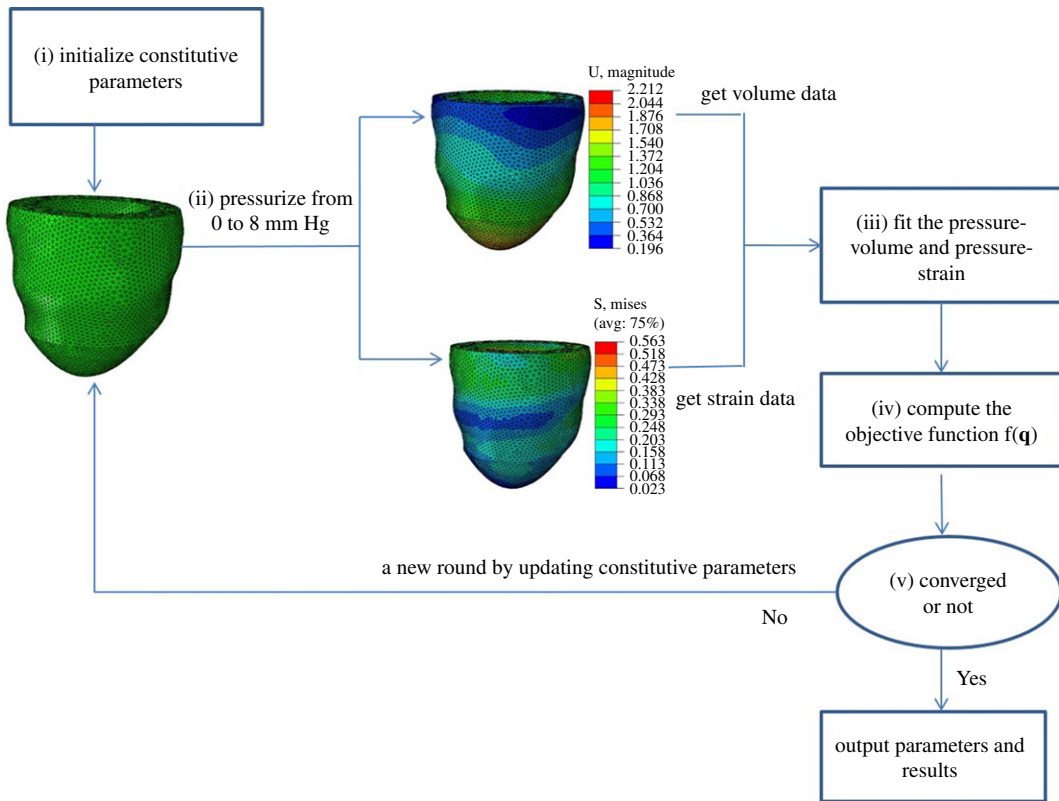 (i) initialize constitutive
parameters
(ii) pressurize from
0 to 8 mm Hg
U, magnitude
2.212
2.044
1.876
1.708
1.540
1.372
1.204
1.036
0.868
0.700
0.532
0.364
0.196
get volume data
S, mises
(avg: 75%)
0.563
0.518
0.473
0.428
0.383
0.338
0.293
0.248
0.203
0.158
0.113
0.068
0.023
get strain data
(iii) fit the pressure-
volume and pressure-
strain
(iv) compute the
objective function f(q)
(v) converged
or not
a new round by updating constitutive parameters
No
Yes
output parameters and
results